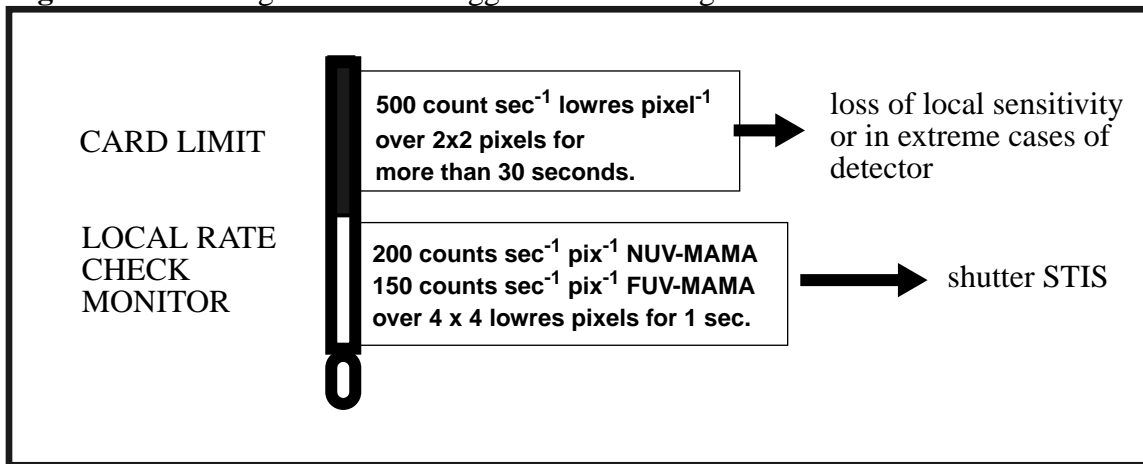 CARD LIMIT
500 count sec⁻¹ lowres pixel⁻¹
over 2x2 pixels for
more than 30 seconds.
loss of local sensitivity
or in extreme cases of
detector
LOCAL RATE
CHECK
MONITOR
200 counts sec⁻¹ pix⁻¹ NUV-MAMA
150 counts sec⁻¹ pix⁻¹ FUV-MAMA
over 4 x 4 lowres pixels for 1 sec.
shutter STIS